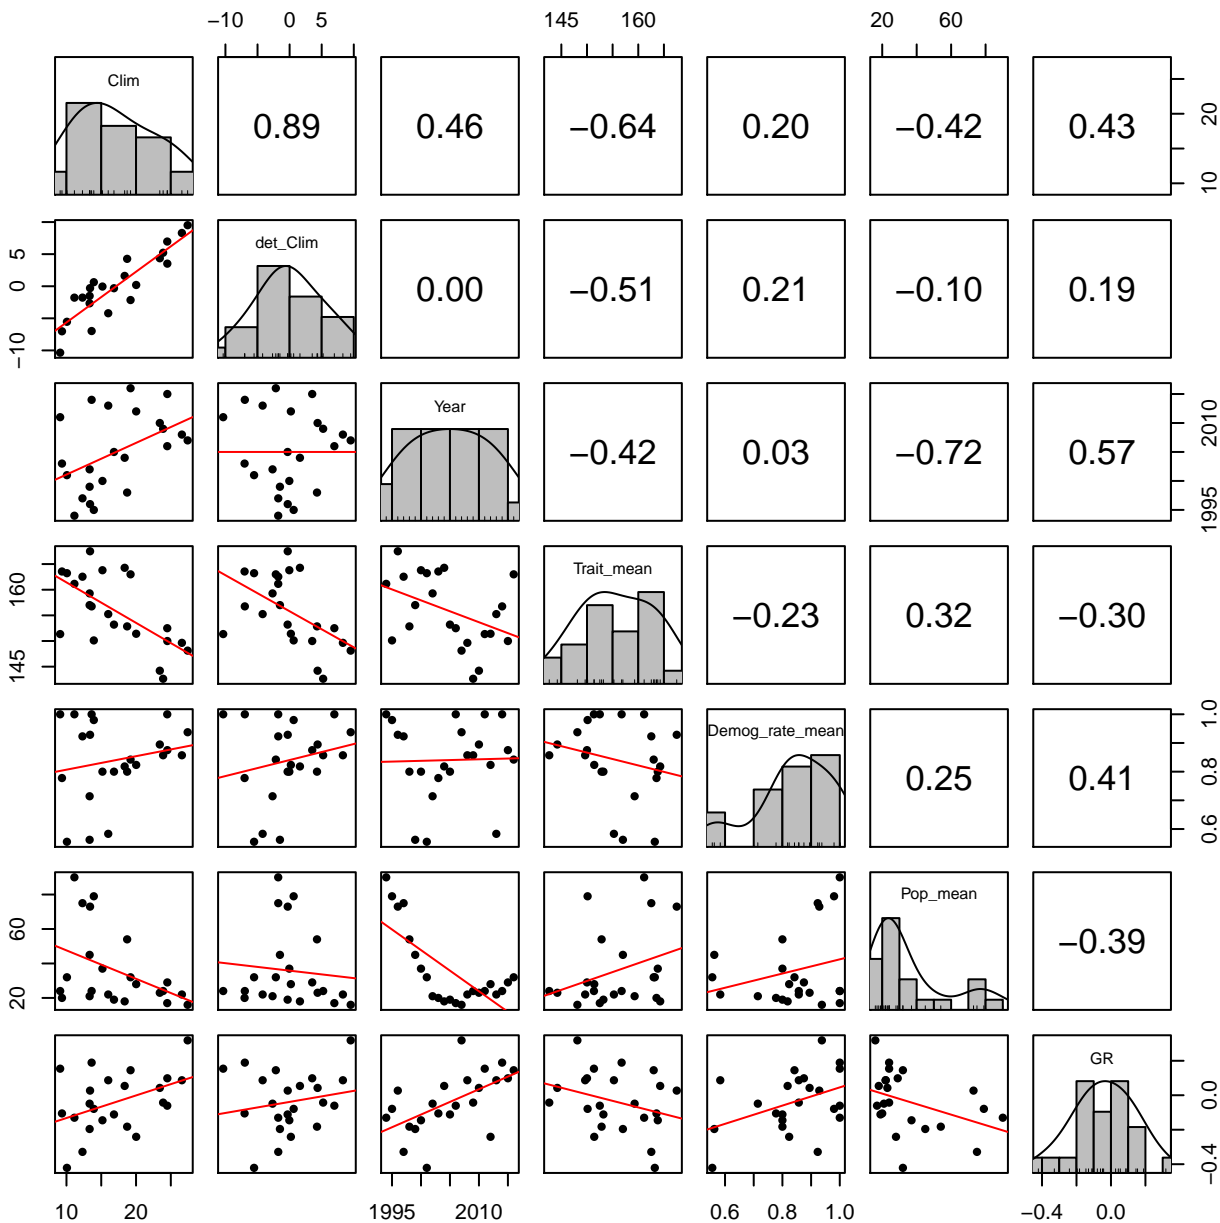 −10 0 5 145 160 20 60
Clim 0.89 0.46 −0.64 0.20 −0.42 0.43 10 20
−10 0 5 det_Clim 0.00 −0.51 0.21 −0.10 0.19
Year −0.42 0.03 −0.72 0.57 1995 2010
145 160 Trait_mean −0.23 0.32 −0.30
Demog_rate_mean 0.25 0.41 0.6 0.8 1.0
20 60 Pop_mean −0.39
GR −0.4 0.0
10 20 1995 2010 0.6 0.8 1.0 −0.4 0.0